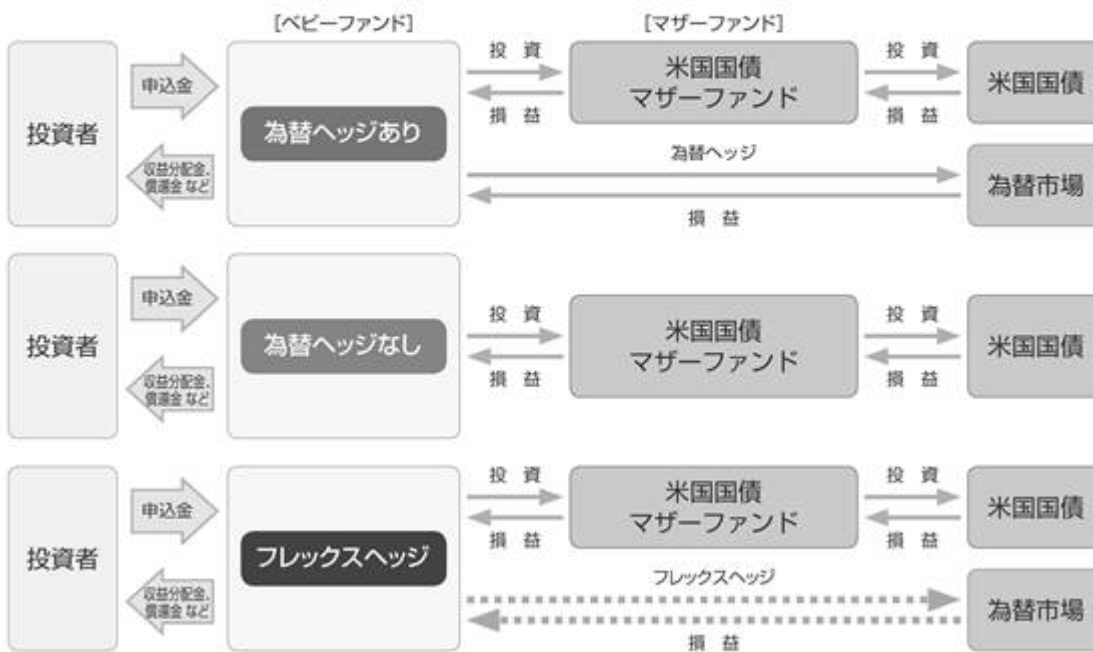 [ベビーファンド]
[マザーファンド]
投資者
申込金
収益分配金、
償還金 など
為替ヘッジあり
投 資
損 益
米国国債
マザーファンド
投 資
損 益
米国国債
為替ヘッジ
損 益
為替市場
投資者
申込金
収益分配金、
償還金 など
為替ヘッジなし
投 資
損 益
米国国債
マザーファンド
投 資
損 益
米国国債
投資者
申込金
収益分配金、
償還金 など
フレックスヘッジ
投 資
損 益
米国国債
マザーファンド
投 資
損 益
米国国債
フレックスヘッジ
損 益
為替市場